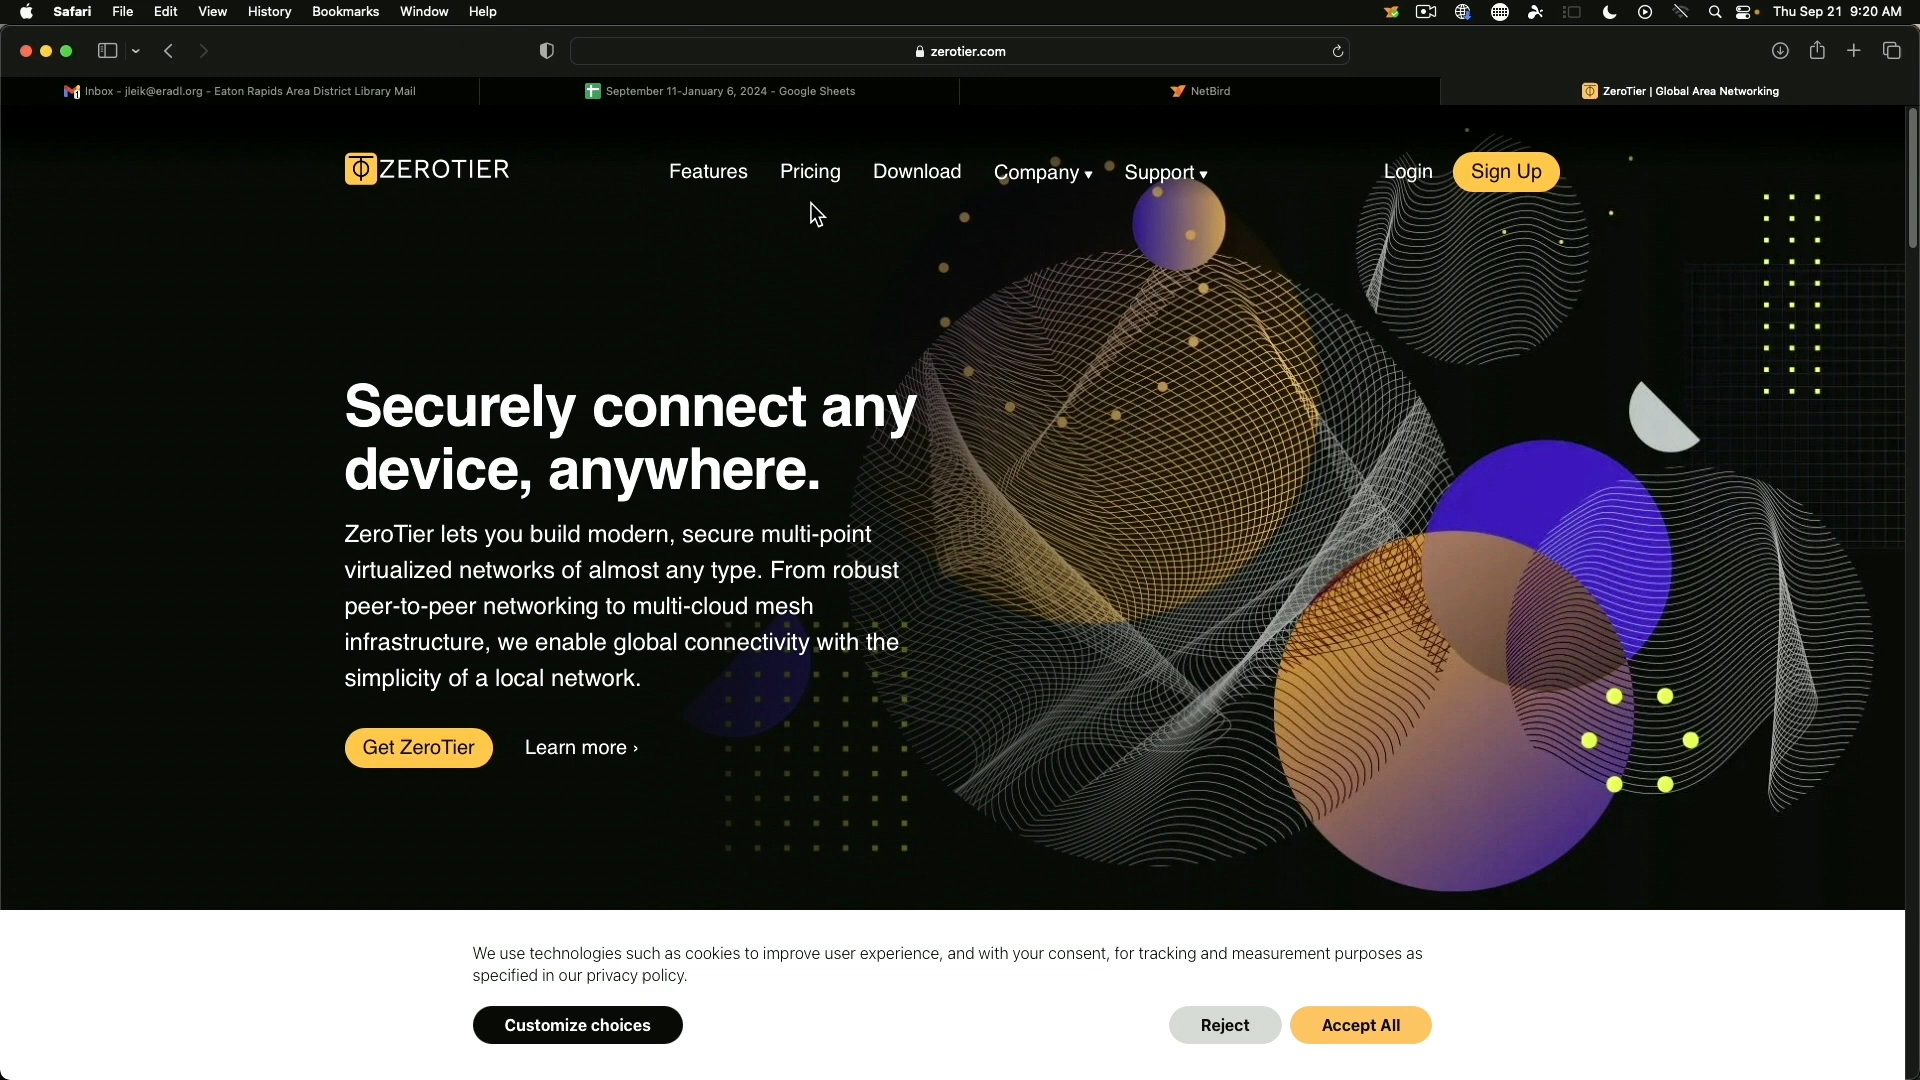 Safari File Edit View History Bookmarks Window Help Thu Sep 21 9:20 AM
zerotier.com
Inbox - jleik@eradl.org - Eaton Rapids Area District Library Mail
September 11-January 6, 2024 - Google Sheets
NetBird
ZeroTier | Global Area Networking
ZEROTIER
Features Pricing Download Company ▾ Support ▾ Login Sign Up
Securely connect any
device, anywhere.
ZeroTier lets you build modern, secure multi-point
virtualized networks of almost any type. From robust
peer-to-peer networking to multi-cloud mesh
infrastructure, we enable global connectivity with the
simplicity of a local network.
Get ZeroTier Learn more ›
We use technologies such as cookies to improve user experience, and with your consent, for tracking and measurement purposes as
specified in our privacy policy.
Customize choices Reject Accept All